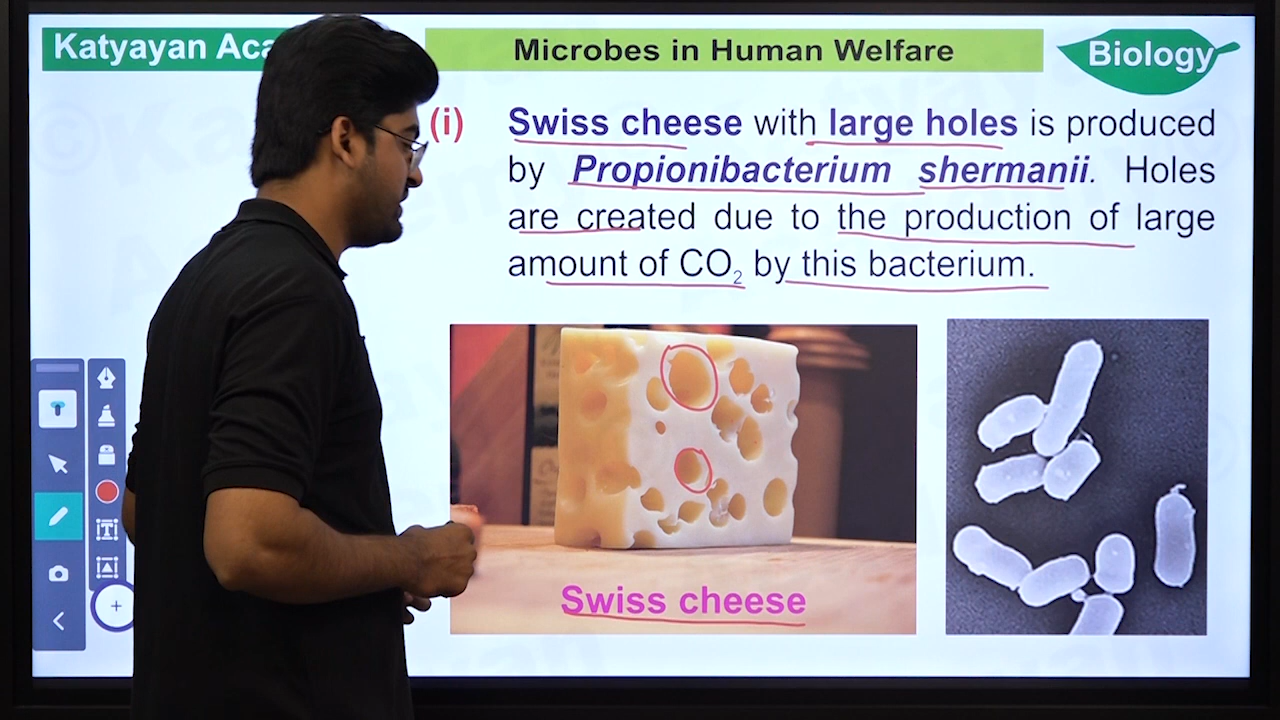 Katyayan Aca
Microbes in Human Welfare
Biology
(i) Swiss cheese with large holes is produced
by Propionibacterium shermanii. Holes
are created due to the production of large
amount of CO₂ by this bacterium.
Swiss cheese